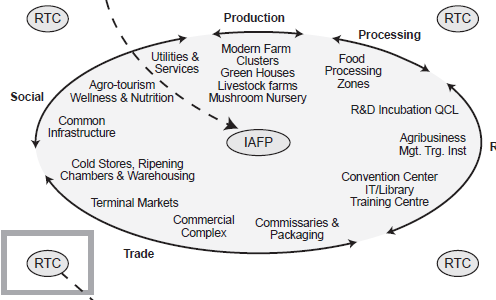 RTC
Production
RTC
Processing
Utilities &
Services
Modern Farm
Clusters
Green Houses
Livestock farms
Mushroom Nursery
Food
Processing
Zones
Agro-tourism
Wellness & Nutrition
Social
R&D Incubation QCL
Common
Infrastructure
IAFP
Agribusiness
Mgt. Trg. Inst
R
Cold Stores, Ripening
Chambers & Warehousing
Convention Center
IT/Library
Training Centre
Terminal Markets
Commercial
Complex
Commissaries &
Packaging
Trade
RTC
RTC